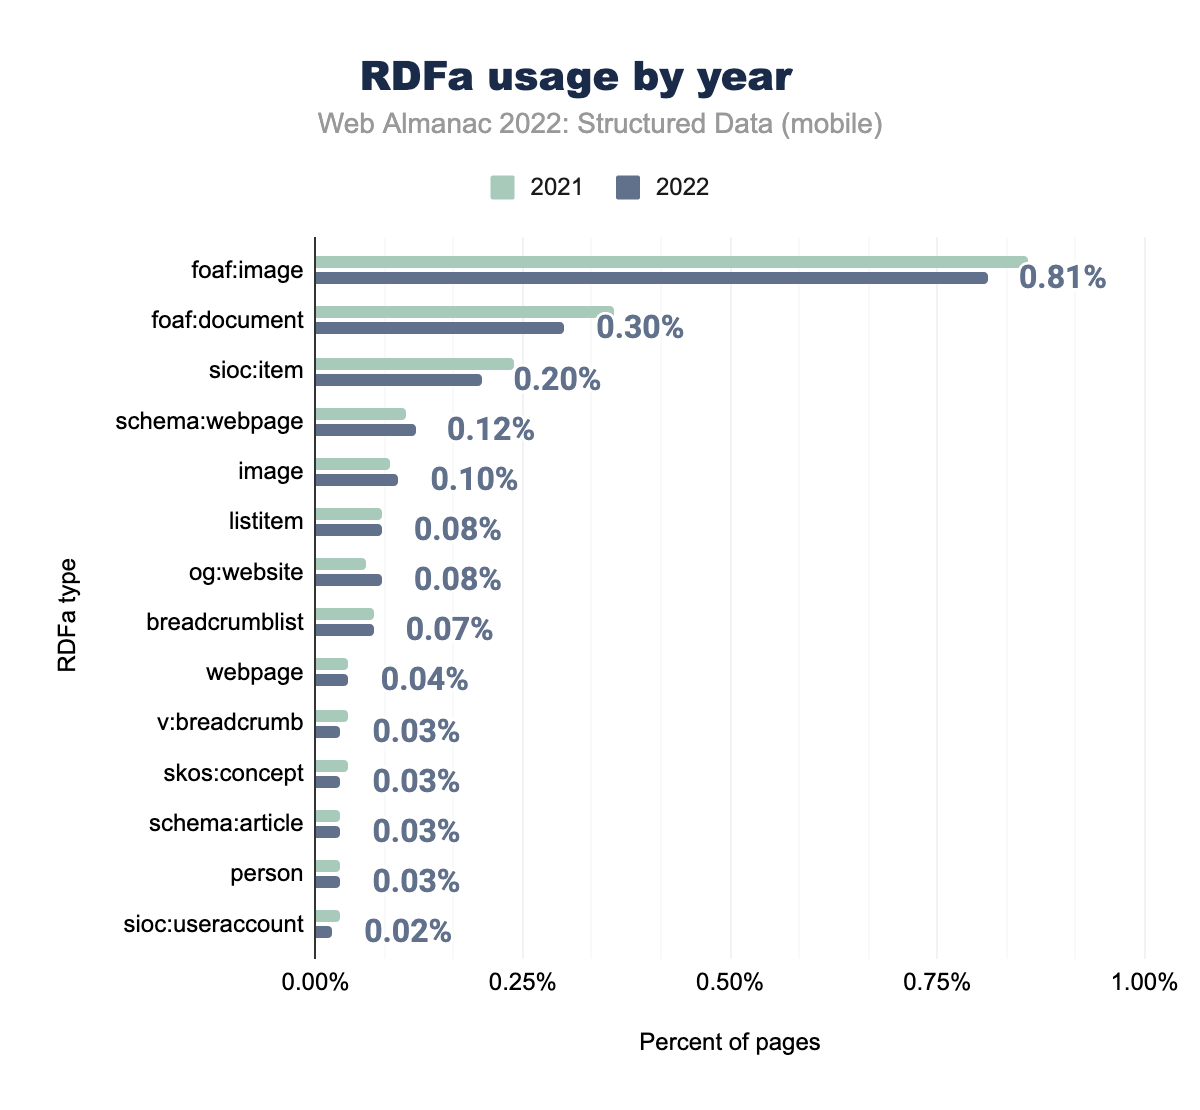 RDFa usage by year
Web Almanac 2022: Structured Data (mobile)
2021 2022
foaf:image 0.81%
foaf:document 0.30%
sioc:item 0.20%
schema:webpage 0.12%
image 0.10%
listitem 0.08%
og:website 0.08%
breadcrumblist 0.07%
webpage 0.04%
v:breadcrumb 0.03%
skos:concept 0.03%
schema:article 0.03%
person 0.03%
sioc:useraccount 0.02%
RDFa type
0.00% 0.25% 0.50% 0.75% 1.00%
Percent of pages